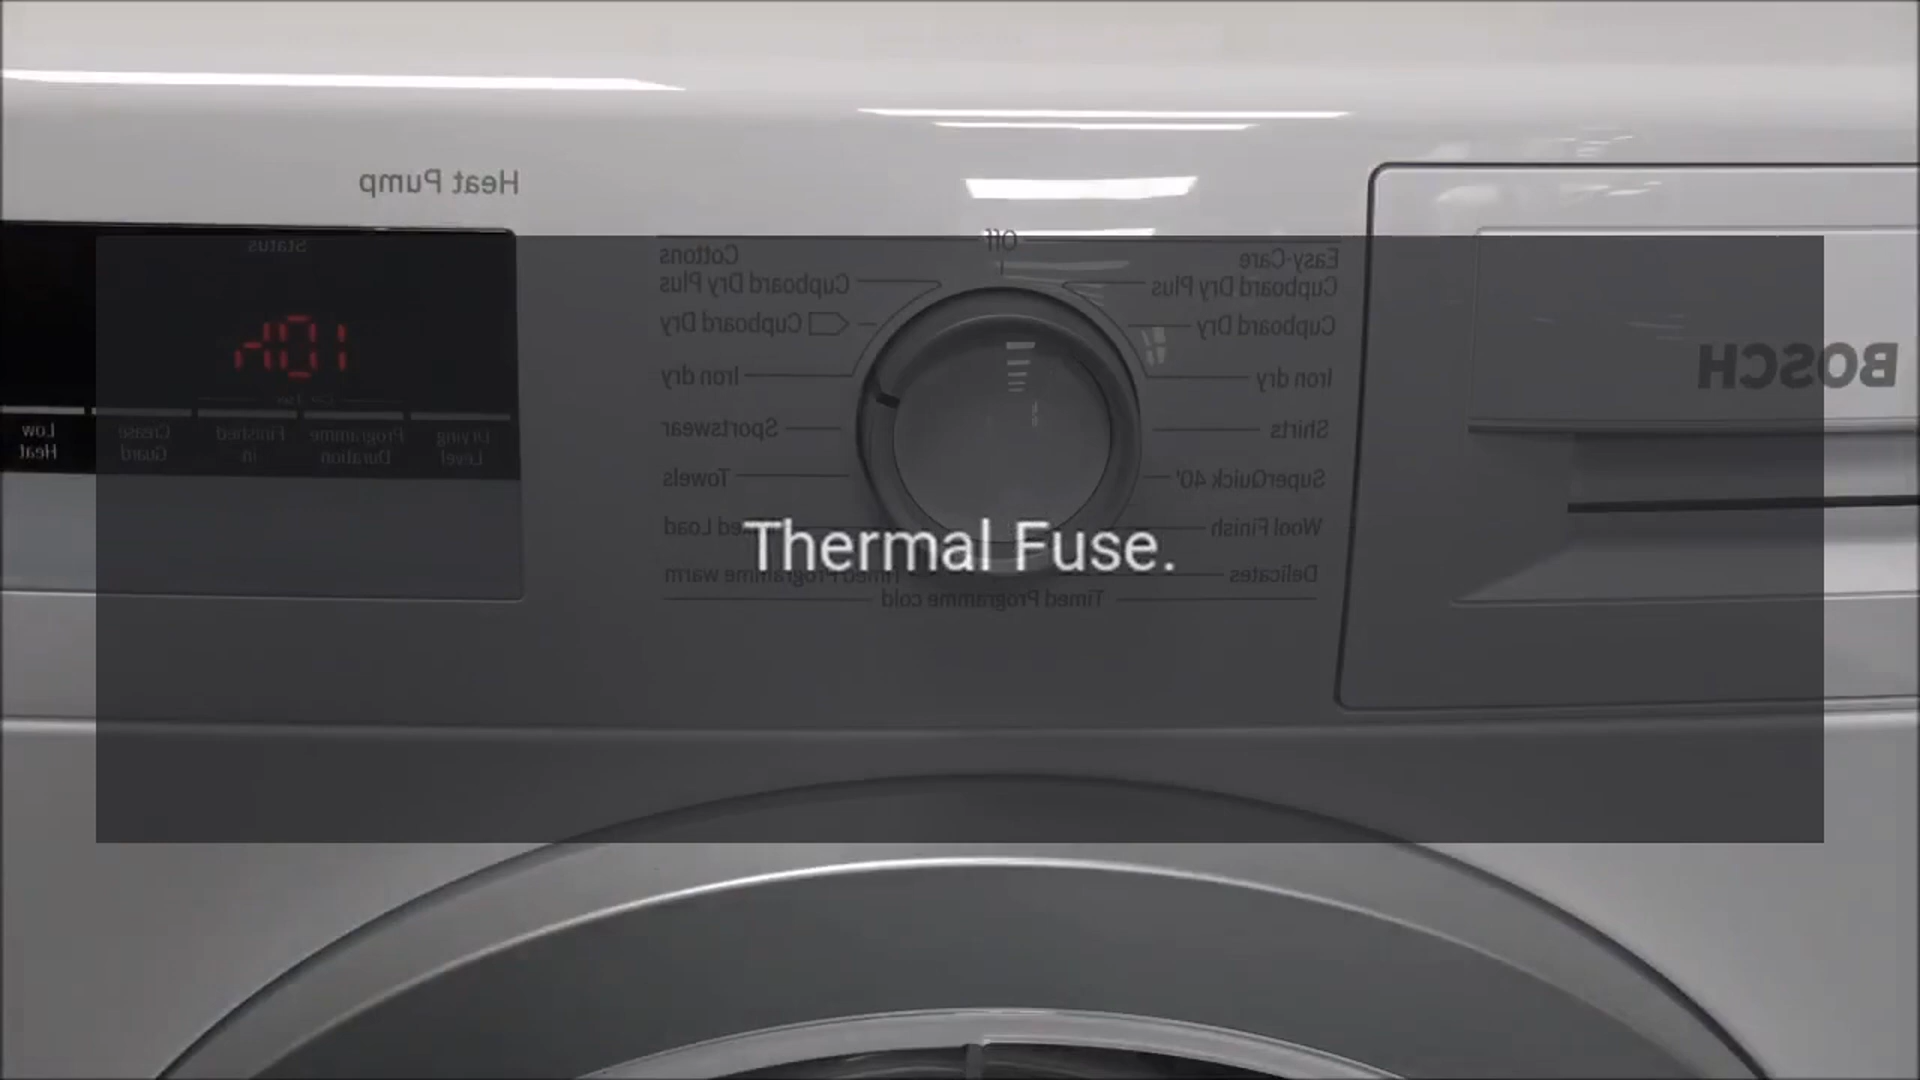 Heat Pump
Status
Off
BOSCH
Easy-Care
Cupboard Dry Plus
Cupboard Dry
Iron dry
Shirts
SuperQuick 40'
Wool Finish
Delicates
Timed Programme cold
Cottons
Cupboard Dry Plus
Cupboard Dry
Iron dry
Sportswear
Towels
Load
Timed Programme warm
Drying
Level
Programme
Duration
Finished
in
Crease
Guard
Low
Heat
Thermal Fuse.